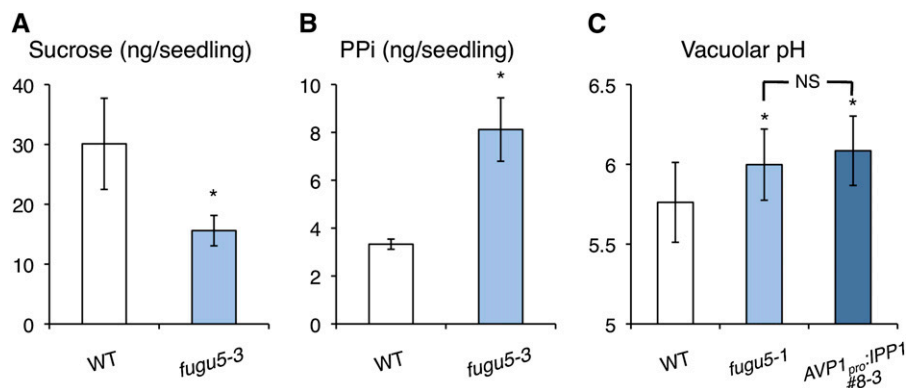 A
Sucrose (ng/seedling)
40
30
20
10
0
*
WT
fugu5-3
B
PPi (ng/seedling)
10
8
6
4
2
0
*
WT
fugu5-3
C
Vacuolar pH
6.5
6
5.5
5
NS
*
*
WT
fugu5-1
AVP1pro:IPP1
#8-3